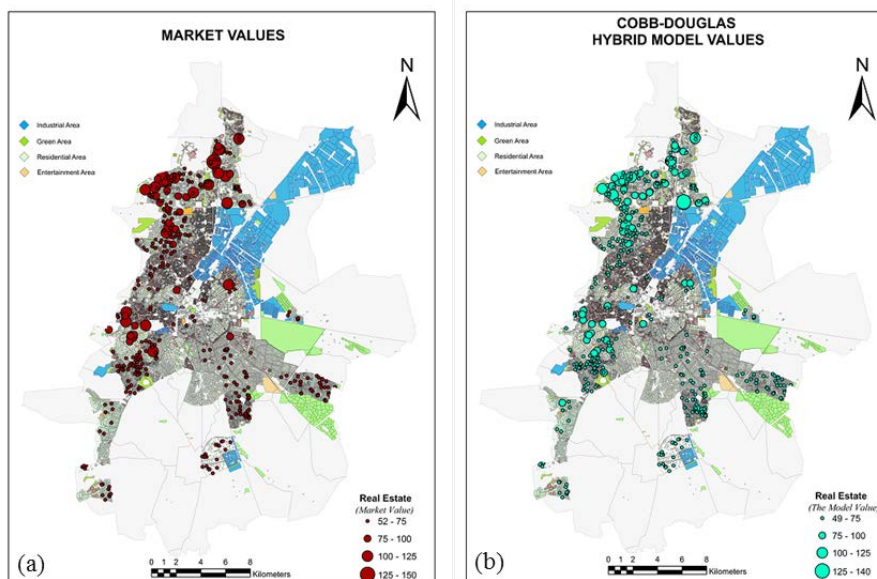 MARKET VALUES
N
Industrial Area
Green Area
Residential Area
Entertainment Area
Real Estate
(Market Value)
52 - 75
75 - 100
100 - 125
125 - 150
0 1 2 4 6 8
Kilometers
(a)
COBB-DOUGLAS
HYBRID MODEL VALUES
N
Industrial Area
Green Area
Residential Area
Entertainment Area
Real Estate
(The Model Value)
49 - 75
75 - 100
100 - 125
125 - 140
0 1 2 4 6 8
Kilometers
(b)